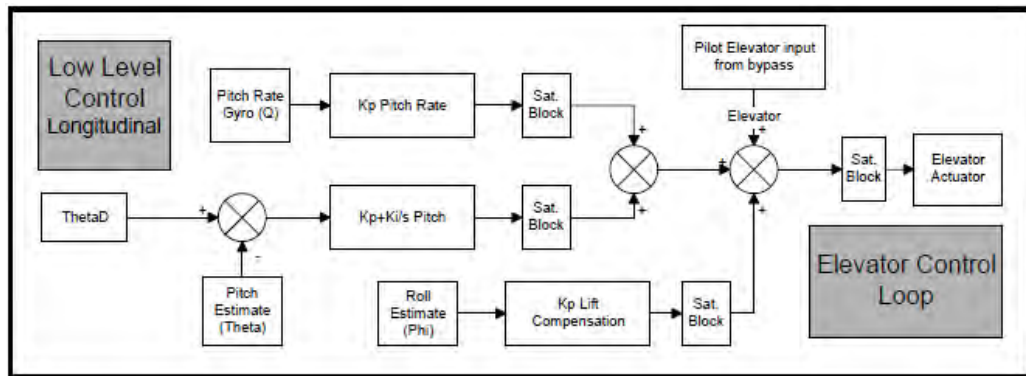 Low Level
Control
Longitudinal
Pitch Rate
Gyro (Q)
Kp Pitch Rate
Sat.
Block
Pilot Elevator input
from bypass
Elevator
+
+
+
Sat.
Block
Elevator
Actuator
ThetaD
+
-
Kp+Ki/s Pitch
Sat.
Block
+
+
Pitch
Estimate
(Theta)
Roll
Estimate
(Phi)
Kp Lift
Compensation
Sat.
Block
Elevator Control
Loop